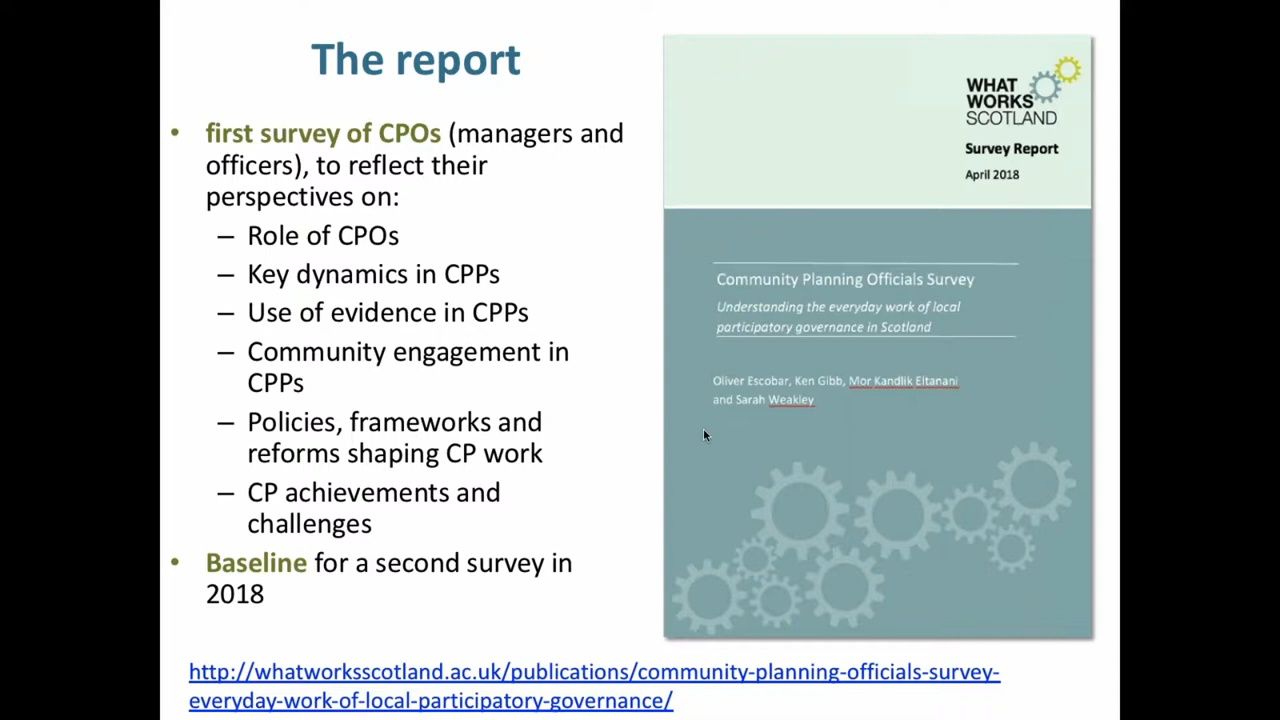 The report
• first survey of CPOs (managers and
officers), to reflect their
perspectives on:
– Role of CPOs
– Key dynamics in CPPs
– Use of evidence in CPPs
– Community engagement in
CPPs
– Policies, frameworks and
reforms shaping CP work
– CP achievements and
challenges
• Baseline for a second survey in
2018
WHAT
WORKS
SCOTLAND
Survey Report
April 2018
Community Planning Officials Survey
Understanding the everyday work of local
participatory governance in Scotland
Oliver Escobar, Ken Gibb, Mor Kandlik Eltanani
and Sarah Weakley
http://whatworksscotland.ac.uk/publications/community-planning-officials-survey-
everyday-work-of-local-participatory-governance/